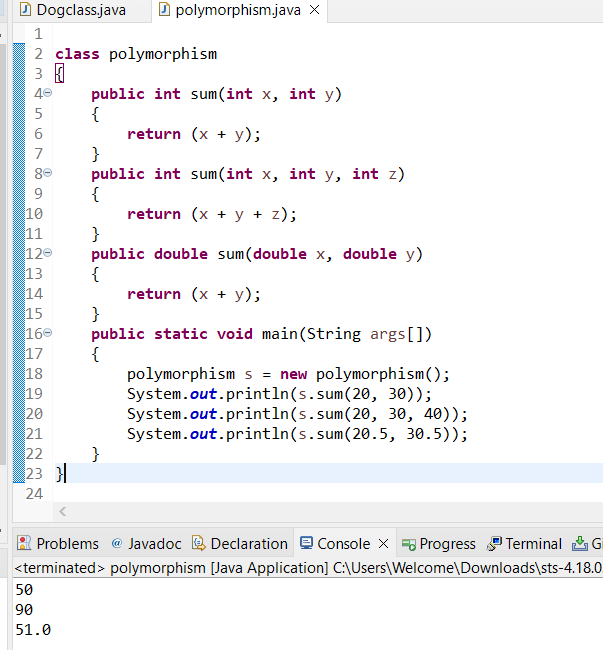 Dogclass.java polymorphism.java
1
2 class polymorphism
3 {
4 public int sum(int x, int y)
5 {
6 return (x + y);
7 }
8 public int sum(int x, int y, int z)
9 {
10 return (x + y + z);
11 }
12 public double sum(double x, double y)
13 {
14 return (x + y);
15 }
16 public static void main(String args[])
17 {
18 polymorphism s = new polymorphism();
19 System.out.println(s.sum(20, 30));
20 System.out.println(s.sum(20, 30, 40));
21 System.out.println(s.sum(20.5, 30.5));
22 }
23 }
24
Problems @ Javadoc Declaration Console Progress Terminal Gi
<terminated> polymorphism [Java Application] C:\Users\Welcome\Downloads\sts-4.18.0.
50
90
51.0